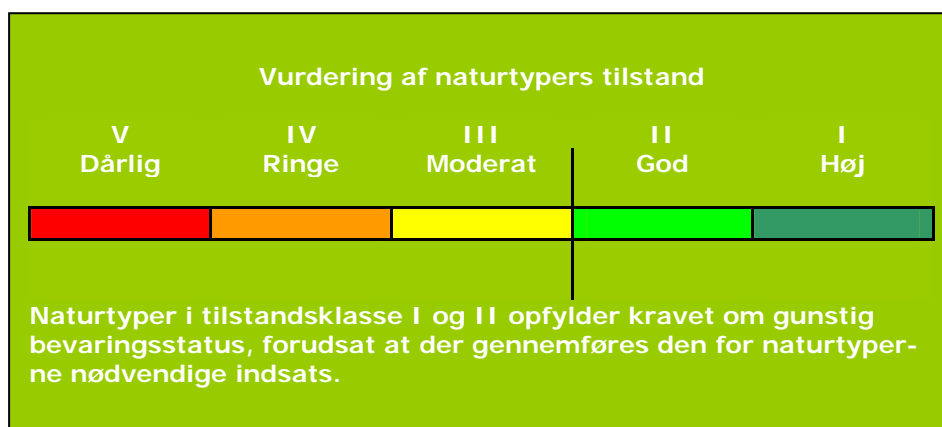 Vurdering af naturtypers tilstand
V IV III II I
Dårlig Ringe Moderat God Høj
Naturtyper i tilstandsklasse I og II opfylder kravet om gunstig
bevaringsstatus, forudsat at der gennemføres den for naturtyper-
ne nødvendige indsats.